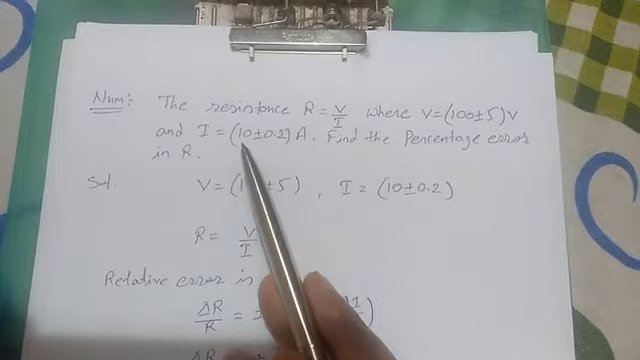 Num:- The resistance R = V/I where V=(100±5)V
and I = (10±0.2) A. Find the Percentage error
in R.
Sol. V = ( ±5) , I = (10±0.2)
R = V/I
Relative error in
ΔR/R =
ΔR